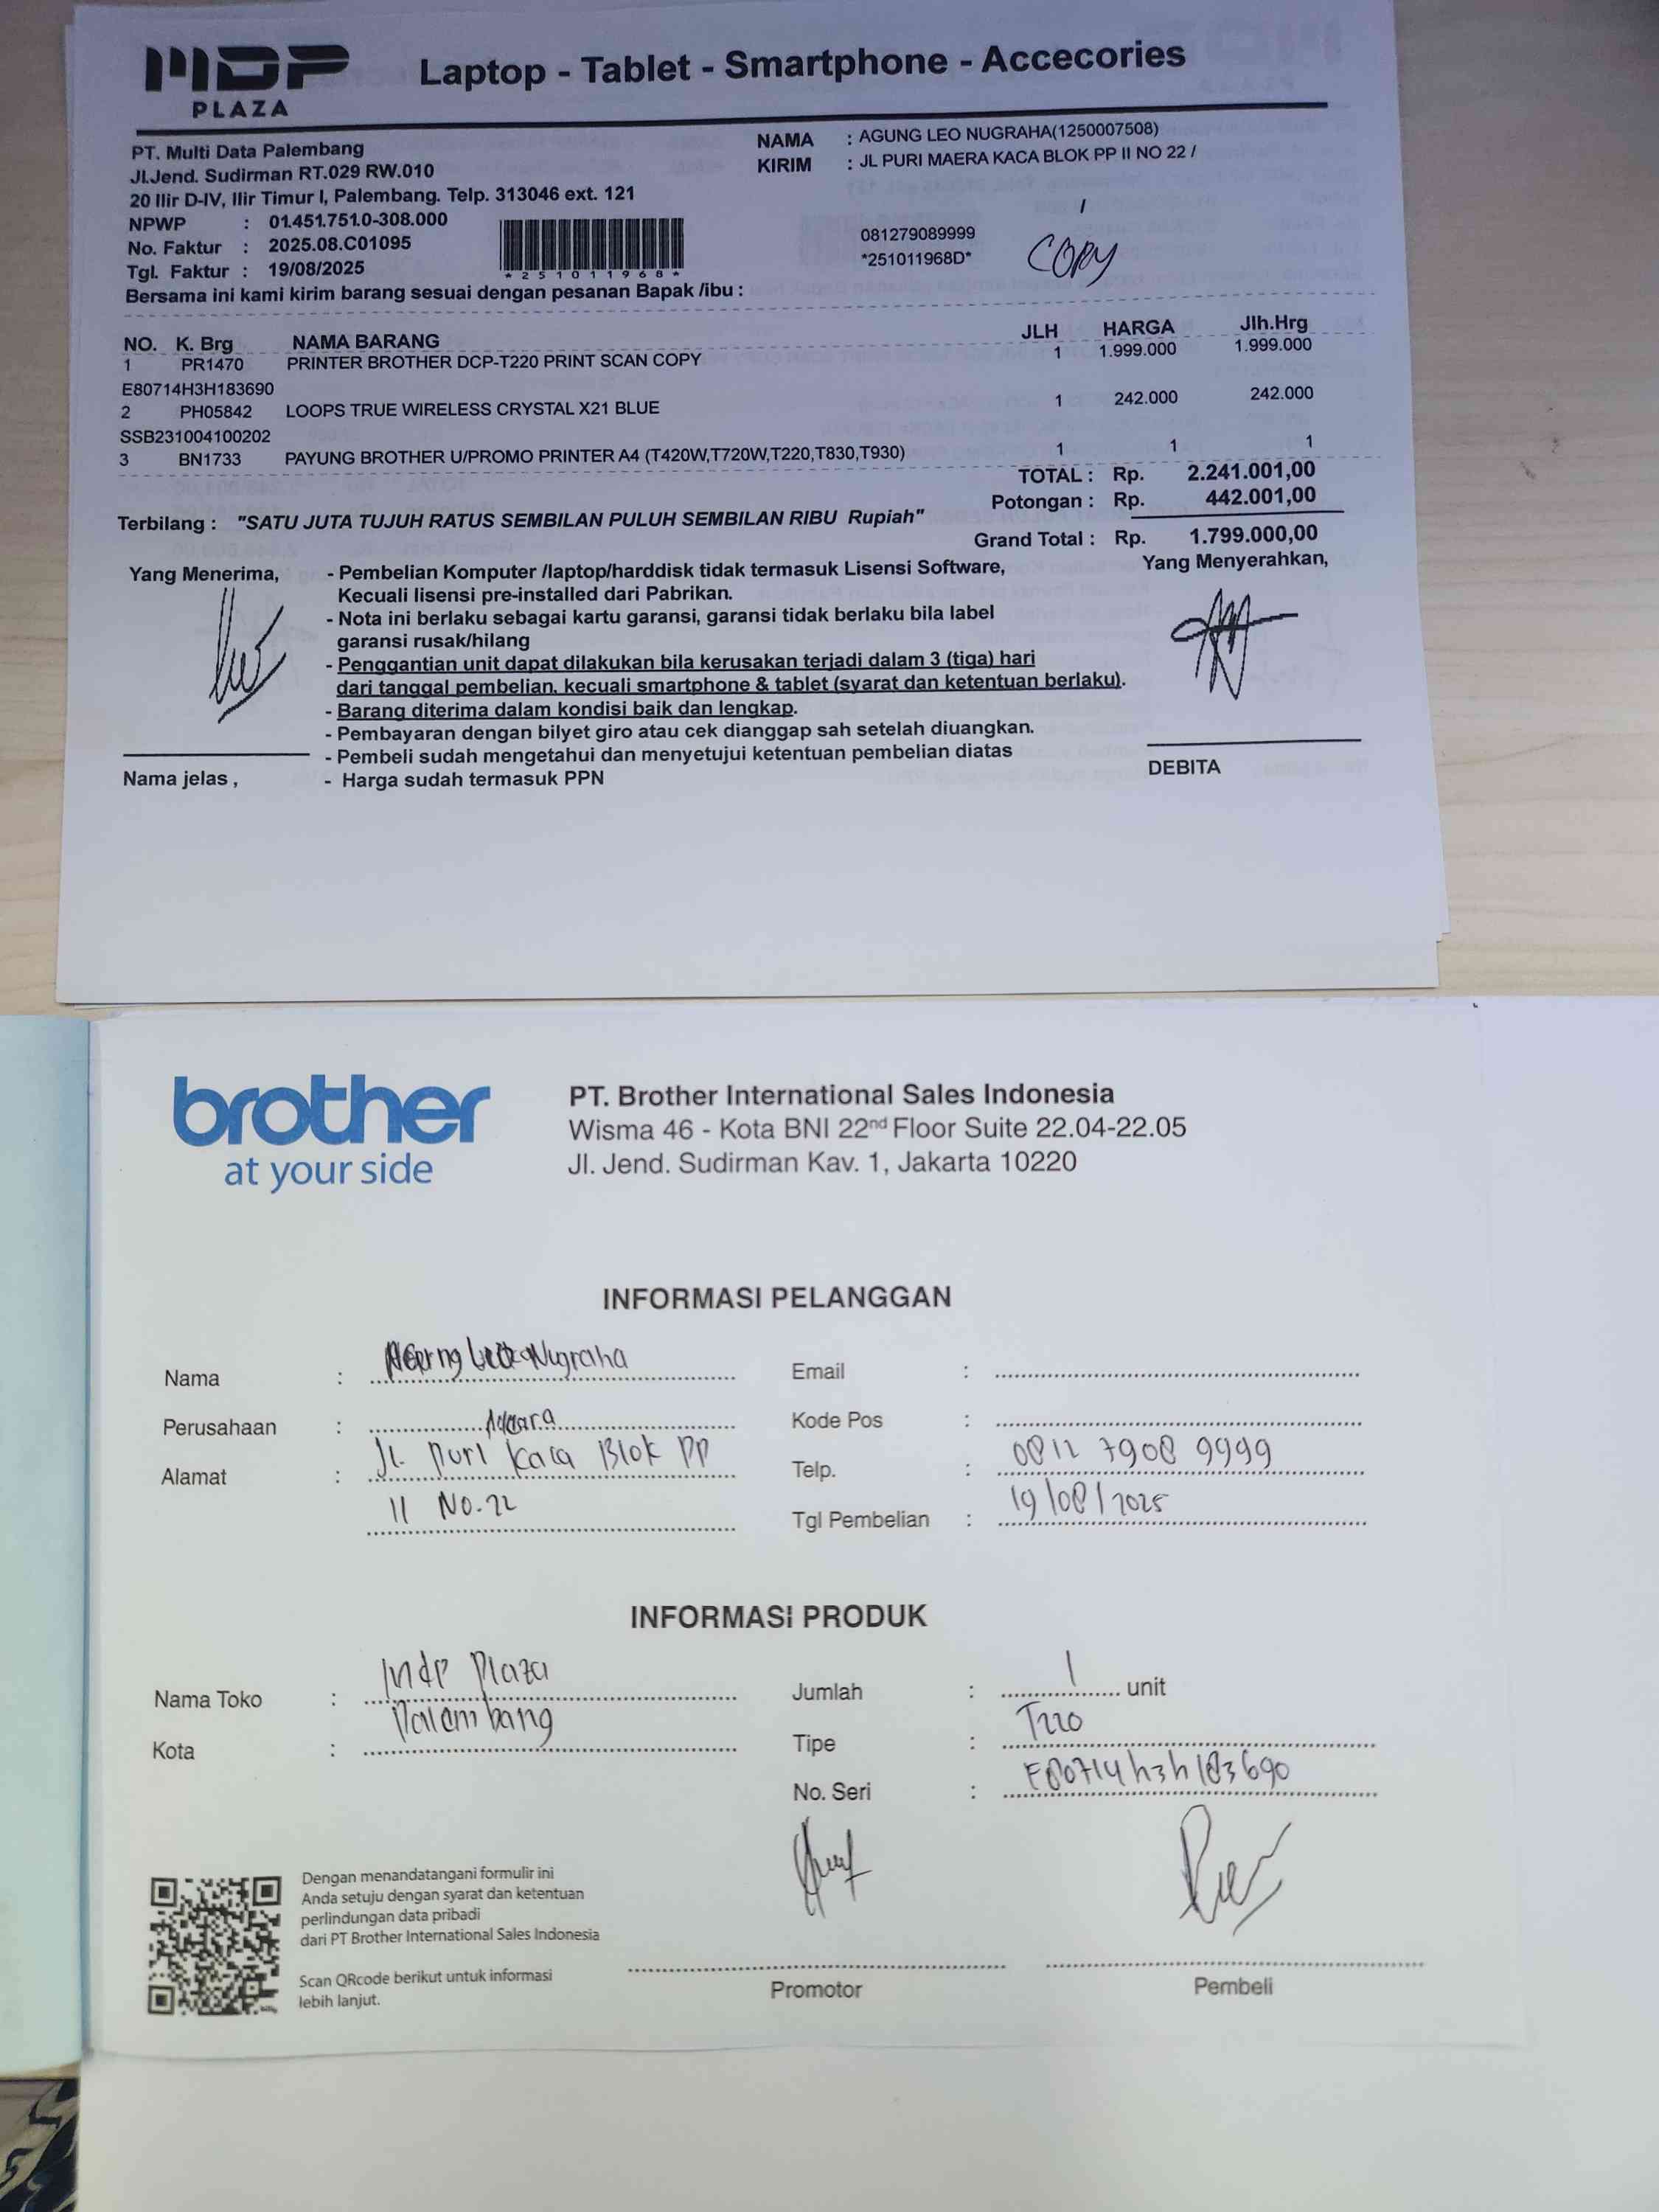 MDP
PLAZA
Laptop - Tablet - Smartphone - Accecories
PT. Multi Data Palembang
Jl.Jend. Sudirman RT.029 RW.010
20 Ilir D-IV, Ilir Timur I, Palembang. Telp. 313046 ext. 121
NPWP : 01.451.751.0-308.000
No. Faktur : 2025.08.C01095
Tgl. Faktur : 19/08/2025
*251011968*
NAMA : AGUNG LEO NUGRAHA(1250007508)
KIRIM : JL PURI MAERA KACA BLOK PP II NO 22 /
/
081279089999
*251011968D*
COPY
Bersama ini kami kirim barang sesuai dengan pesanan Bapak /ibu :
NO. K. Brg NAMA BARANG JLH HARGA Jlh.Hrg
1 PR1470 PRINTER BROTHER DCP-T220 PRINT SCAN COPY 1 1.999.000 1.999.000
E80714H3H183690
2 PH05842 LOOPS TRUE WIRELESS CRYSTAL X21 BLUE 1 242.000 242.000
SSB231004100202
3 BN1733 PAYUNG BROTHER U/PROMO PRINTER A4 (T420W,T720W,T220,T830,T930) 1 1 1
TOTAL : Rp. 2.241.001,00
Potongan : Rp. 442.001,00
Terbilang : "SATU JUTA TUJUH RATUS SEMBILAN PULUH SEMBILAN RIBU Rupiah"
Grand Total : Rp. 1.799.000,00
Yang Menerima,
- Pembelian Komputer /laptop/harddisk tidak termasuk Lisensi Software,
Kecuali lisensi pre-installed dari Pabrikan.
- Nota ini berlaku sebagai kartu garansi, garansi tidak berlaku bila label
garansi rusak/hilang
- Penggantian unit dapat dilakukan bila kerusakan terjadi dalam 3 (tiga) hari
dari tanggal pembelian, kecuali smartphone & tablet (syarat dan ketentuan berlaku).
- Barang diterima dalam kondisi baik dan lengkap.
- Pembayaran dengan bilyet giro atau cek dianggap sah setelah diuangkan.
- Pembeli sudah mengetahui dan menyetujui ketentuan pembelian diatas
- Harga sudah termasuk PPN
Yang Menyerahkan,
Nama jelas ,
DEBITA
brother
at your side
PT. Brother International Sales Indonesia
Wisma 46 - Kota BNI 22nd Floor Suite 22.04-22.05
Jl. Jend. Sudirman Kav. 1, Jakarta 10220
INFORMASI PELANGGAN
Nama : Nugraha
Perusahaan :
Alamat : Jl. Puri Kaca Blok PP
II No.22
Email :
Kode Pos :
Telp. : 0812 7908 9999
Tgl Pembelian : 19/08/2025
INFORMASI PRODUK
Nama Toko : mdp Plaza
Kota : Palembang
Jumlah : 1 unit
Tipe : T220
No. Seri : E80714h3h183690
Dengan menandatangani formulir ini
Anda setuju dengan syarat dan ketentuan
perlindungan data pribadi
dari PT Brother International Sales Indonesia
Scan QRcode berikut untuk informasi
lebih lanjut.
Promotor
Pembeli